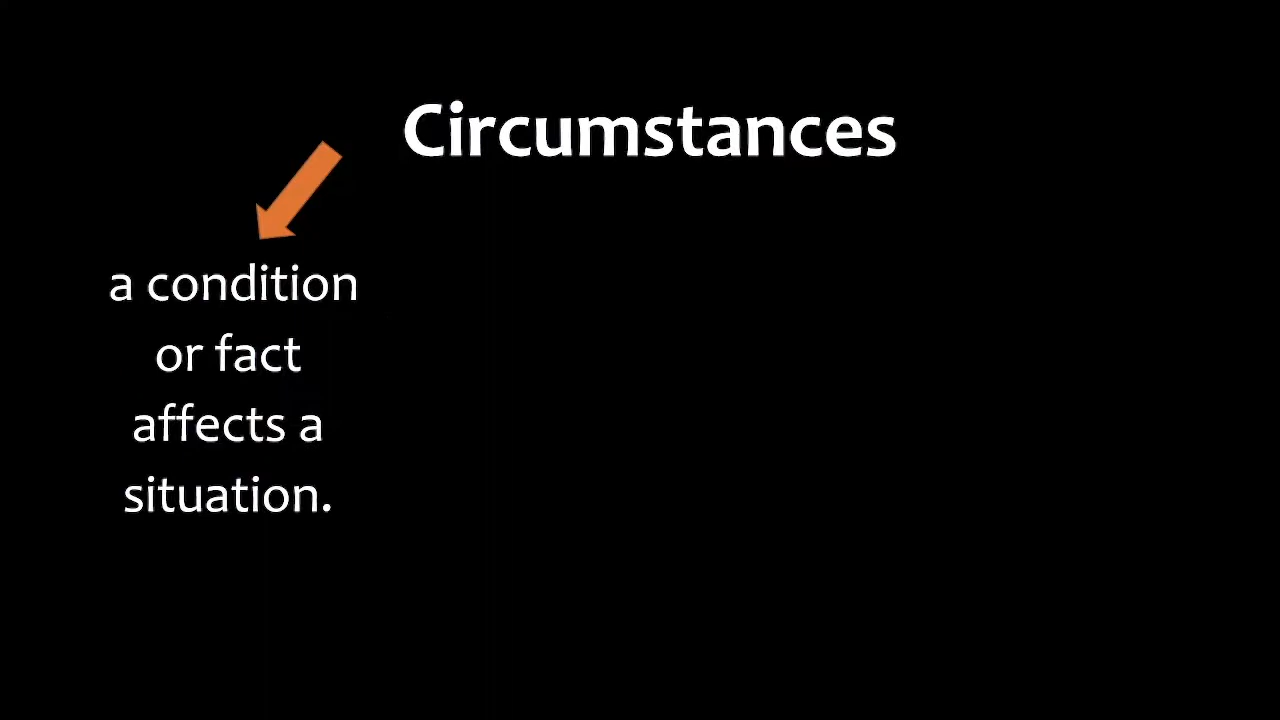 Circumstances
a condition
or fact
affects a
situation.